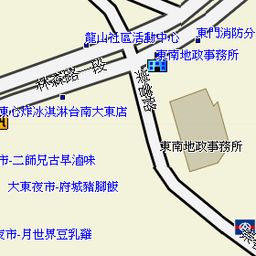 東門消防分
龍山社區活動中心
東南地政事務所
林森路一段
崇善路
東心炸冰淇淋台南大東店
東南地政事務所
夜市-二師兄古早滷味
大東夜市-府城豬腳飯
夜市-月世界豆乳雞
崇